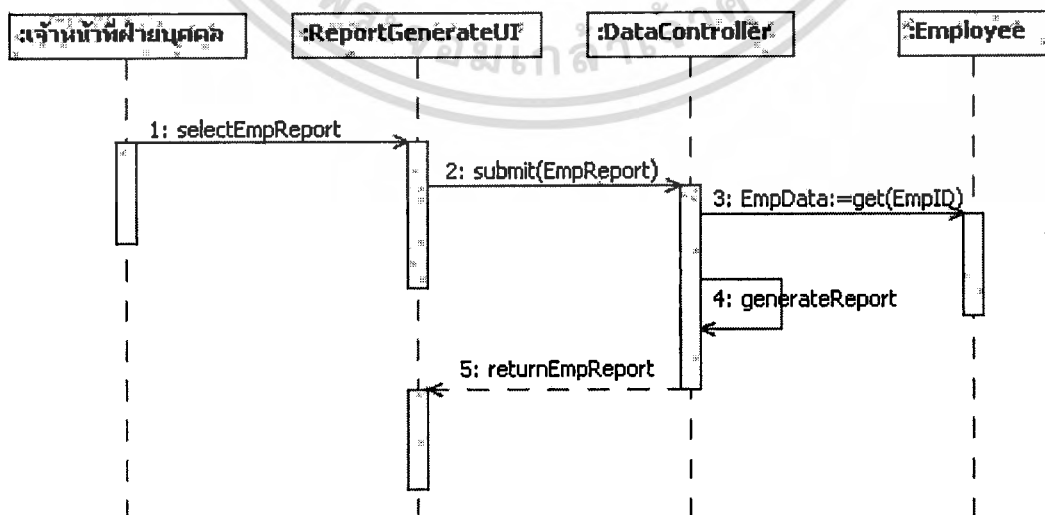 :เจ้าหน้าที่ฝ่ายบุคคล
:ReportGenerateUI
:DataController
:Employee
1: selectEmpReport
2: submit(EmpReport)
3: EmpData:=get(EmpID)
4: generateReport
5: returnEmpReport